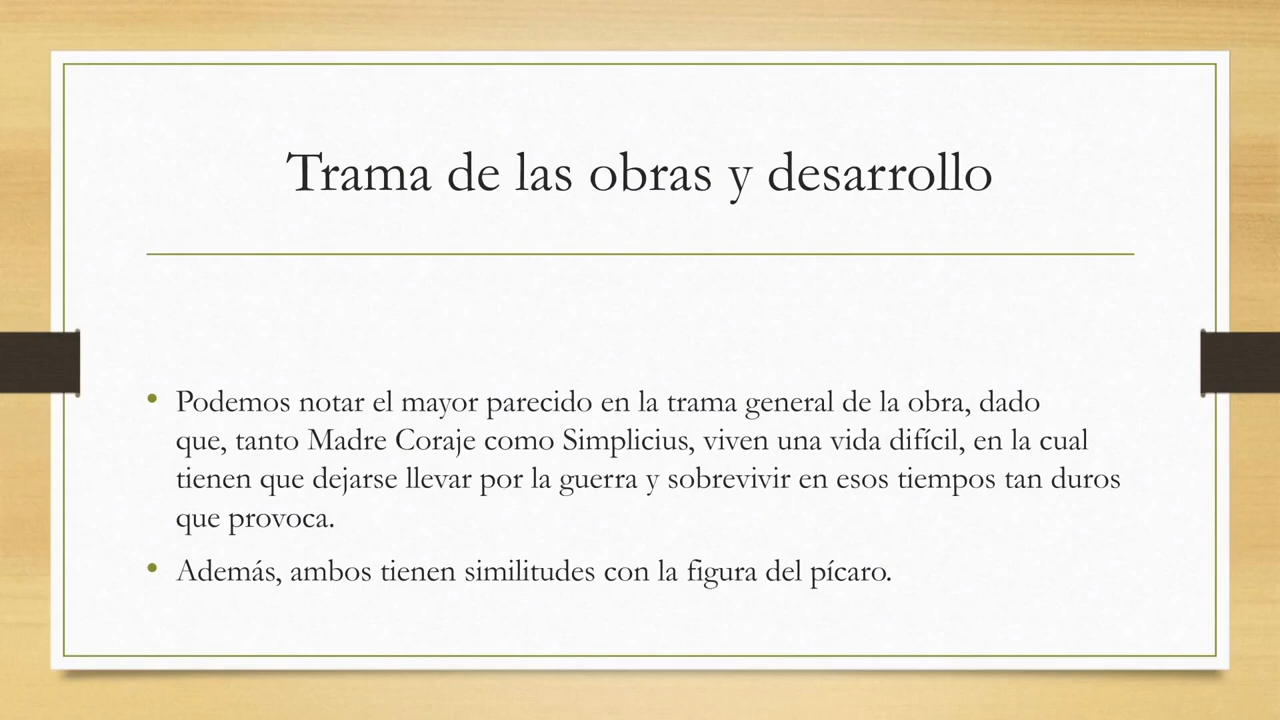 Trama de las obras y desarrollo
• Podemos notar el mayor parecido en la trama general de la obra, dado
que, tanto Madre Coraje como Simplicius, viven una vida difícil, en la cual
tienen que dejarse llevar por la guerra y sobrevivir en esos tiempos tan duros
que provoca.
• Además, ambos tienen similitudes con la figura del pícaro.